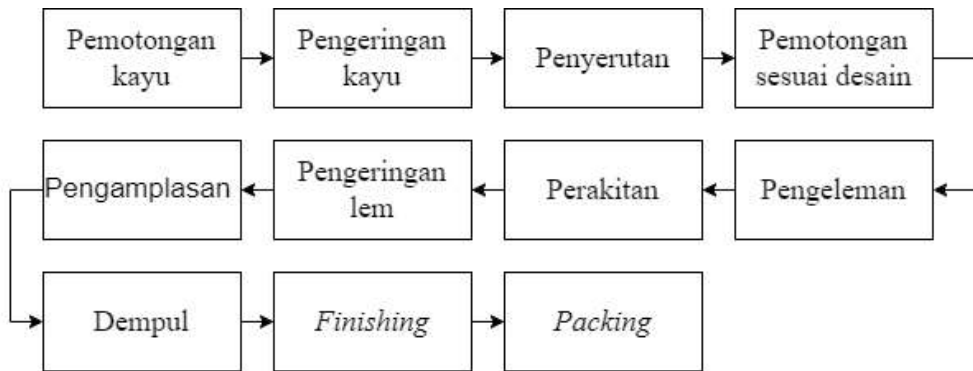 Pemotongan
kayu
Pengeringan
kayu
Penyerutan
Pemotongan
sesuai desain
Pengeleman
Perakitan
Pengeringan
lem
Pengamplasan
Dempul
Finishing
Packing